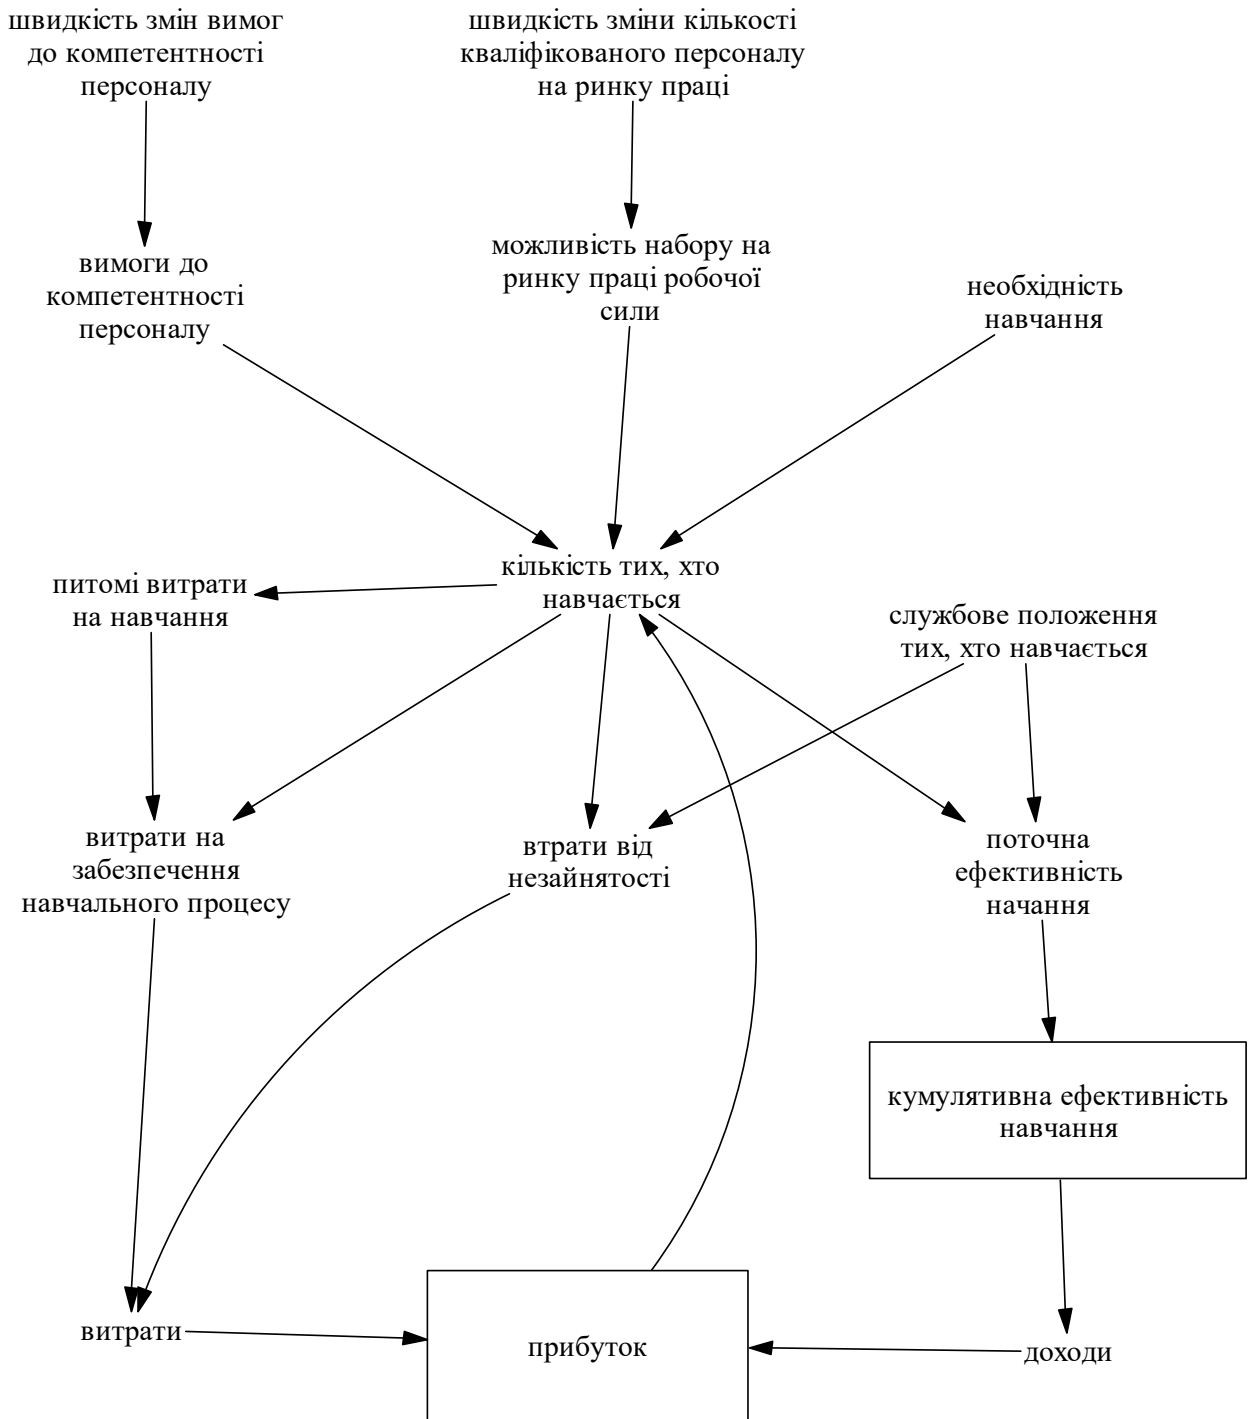 швидкість змін вимог
до компетентності
персоналу
швидкість зміни кількості
кваліфікованого персоналу
на ринку праці
вимоги до
компетентності
персоналу
можливість набору на
ринку праці робочої
сили
необхідність
навчання
кількість тих, хто
навчається
питомі витрати
на навчання
службове положення
тих, хто навчається
витрати на
забезпечення
навчального процесу
втрати від
незайнятості
поточна
ефективність
начання
кумулятивна ефективність
навчання
витрати
прибуток
доходи